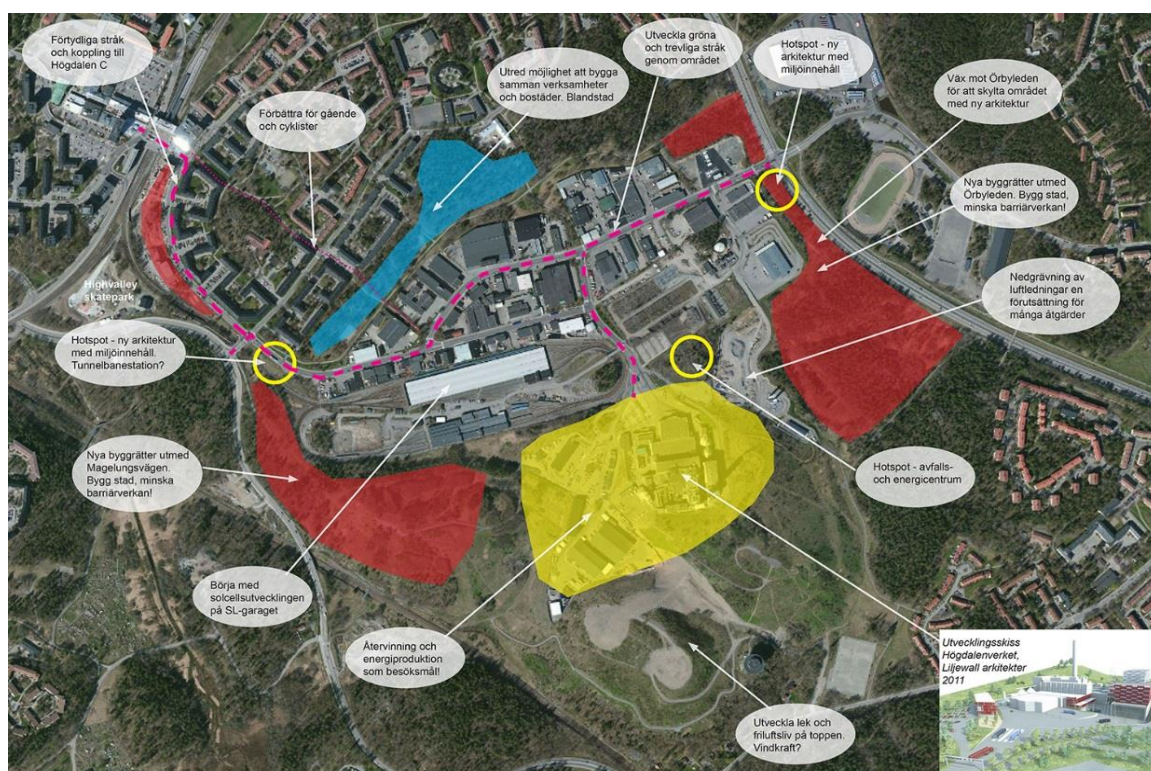 Förtydliga stråk
och koppling till
Högdalen C
Förbättra för gående
och cyklister
Utred möjlighet att bygga
samman verksamheter
och bostäder. Blandstad
Utveckla gröna
och trevliga stråk
genom området
Hotspot - ny
arkitektur med
miljöinnehåll
Väx mot Örbyleden
för att skylta området
med ny arkitektur
Nya byggrätter utmed
Örbyleden. Bygg stad,
minska barriärverkan!
Nedgrävning av
luftledningar en
förutsättning för
många åtgärder
Highvalley
skatepark
Hotspot - ny arkitektur
med miljöinnehåll.
Tunnelbanestation?
Nya byggrätter utmed
Magelungsvägen.
Bygg stad, minska
barriärverkan!
Hotspot - avfalls-
och energicentrum
Börja med
solcellsutvecklingen
på SL-garaget
Återvinning och
energiproduktion
som besöksmål!
Utveckla lek och
friluftsliv på toppen.
Vindkraft?
Utvecklingsskiss
Högdalenverket,
Liljewall arkitekter
2011